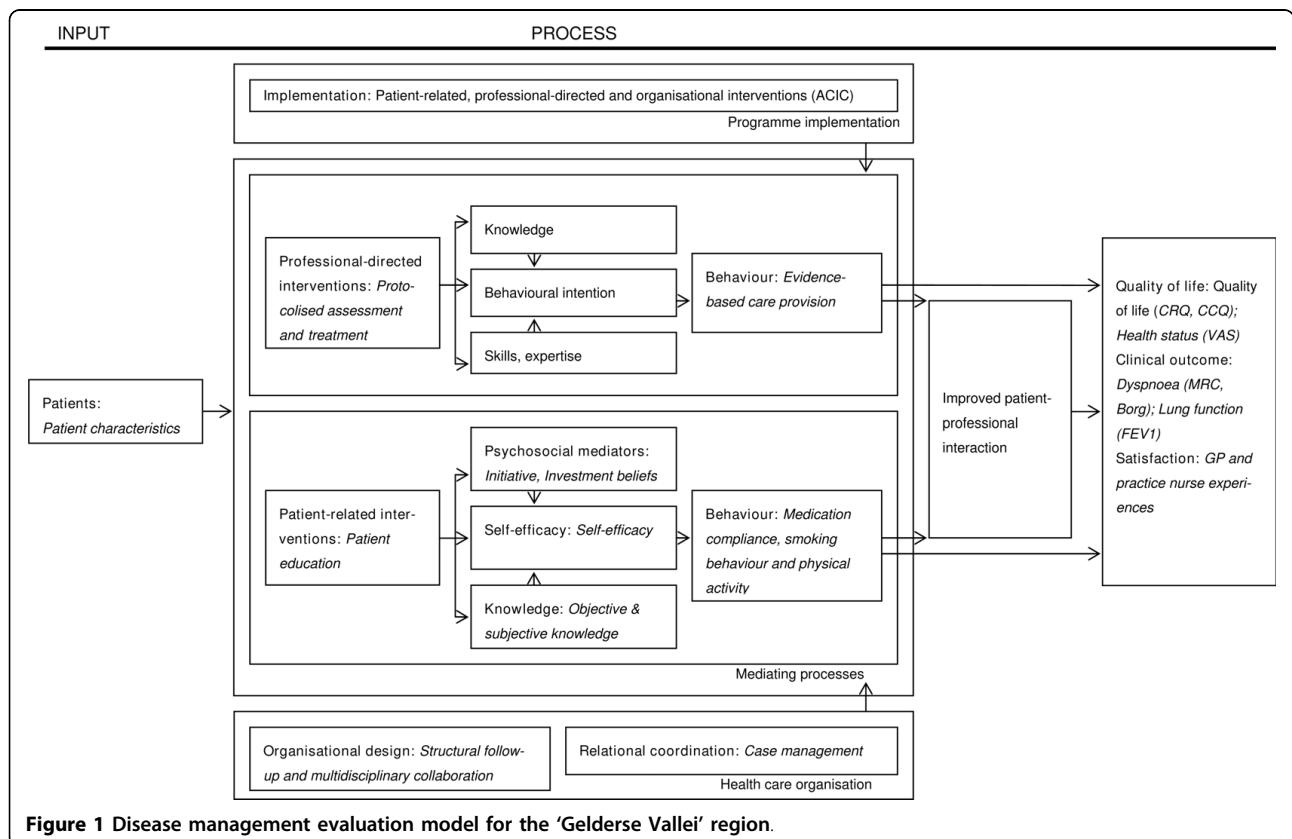 INPUT
PROCESS
Implementation: Patient-related, professional-directed and organisational interventions (ACIC)
Programme implementation
Professional-directed
interventions: Proto-
colised assessment
and treatment
Knowledge
Behavioural intention
Skills, expertise
Behaviour: Evidence-
based care provision
Patients:
Patient characteristics
Patient-related inter-
ventions: Patient
education
Psychosocial mediators:
Initiative, Investment beliefs
Self-efficacy: Self-efficacy
Knowledge: Objective &
subjective knowledge
Behaviour: Medication
compliance, smoking
behaviour and physical
activity
Mediating processes
Improved patient-
professional
interaction
Quality of life: Quality
of life (CRQ, CCQ);
Health status (VAS)
Clinical outcome:
Dyspnoea (MRC,
Borg); Lung function
(FEV1)
Satisfaction: GP and
practice nurse experi-
ences
Organisational design: Structural follow-
up and multidisciplinary collaboration
Relational coordination: Case management
Health care organisation
Figure 1 Disease management evaluation model for the 'Gelderse Vallei' region.